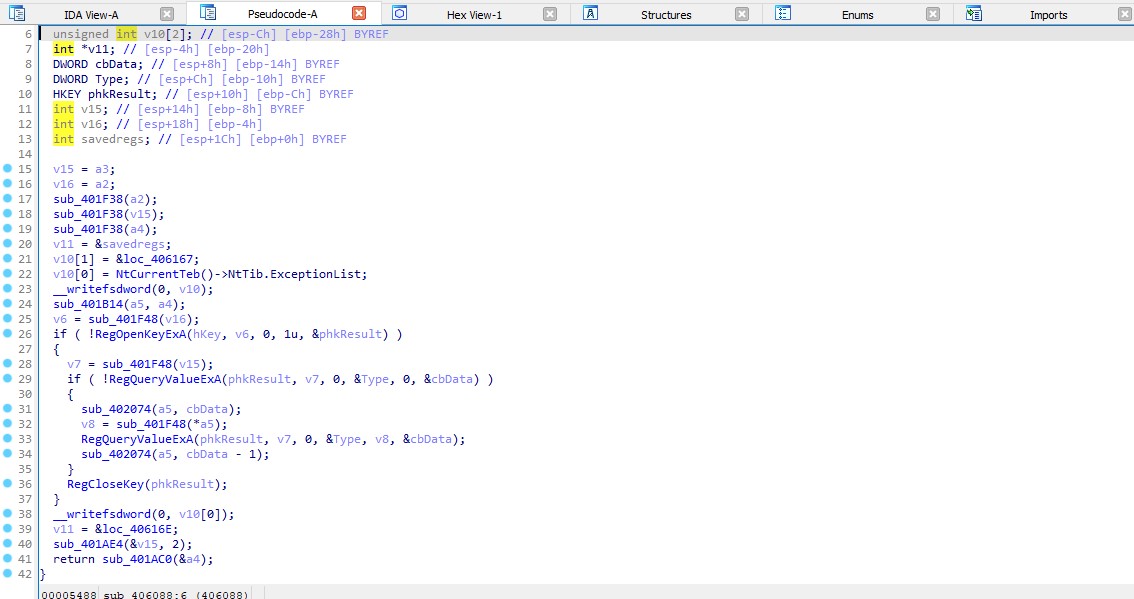 IDA View-A Pseudocode-A Hex View-1 Structures Enums Imports
6 unsigned int v10[2]; // [esp-Ch] [ebp-28h] BYREF
7 int *v11; // [esp-4h] [ebp-20h]
8 DWORD cbData; // [esp+8h] [ebp-14h] BYREF
9 DWORD Type; // [esp+Ch] [ebp-10h] BYREF
10 HKEY phkResult; // [esp+10h] [ebp-Ch] BYREF
11 int v15; // [esp+14h] [ebp-8h] BYREF
12 int v16; // [esp+18h] [ebp-4h]
13 int savedregs; // [esp+1Ch] [ebp+0h] BYREF
14
15 v15 = a3;
16 v16 = a2;
17 sub_401F38(a2);
18 sub_401F38(v15);
19 sub_401F38(a4);
20 v11 = &savedregs;
21 v10[1] = &loc_406167;
22 v10[0] = NtCurrentTeb()->NtTib.ExceptionList;
23 __writefsdword(0, v10);
24 sub_401B14(a5, a4);
25 v6 = sub_401F48(v16);
26 if ( !RegOpenKeyExA(hKey, v6, 0, 1u, &phkResult) )
27 {
28 v7 = sub_401F48(v15);
29 if ( !RegQueryValueExA(phkResult, v7, 0, &Type, 0, &cbData) )
30 {
31 sub_402074(a5, cbData);
32 v8 = sub_401F48(*a5);
33 RegQueryValueExA(phkResult, v7, 0, &Type, v8, &cbData);
34 sub_402074(a5, cbData - 1);
35 }
36 RegCloseKey(phkResult);
37 }
38 __writefsdword(0, v10[0]);
39 v11 = &loc_40616E;
40 sub_401AE4(&v15, 2);
41 return sub_401AC0(&a4);
42 }
00005488 sub_406088:6 (406088)